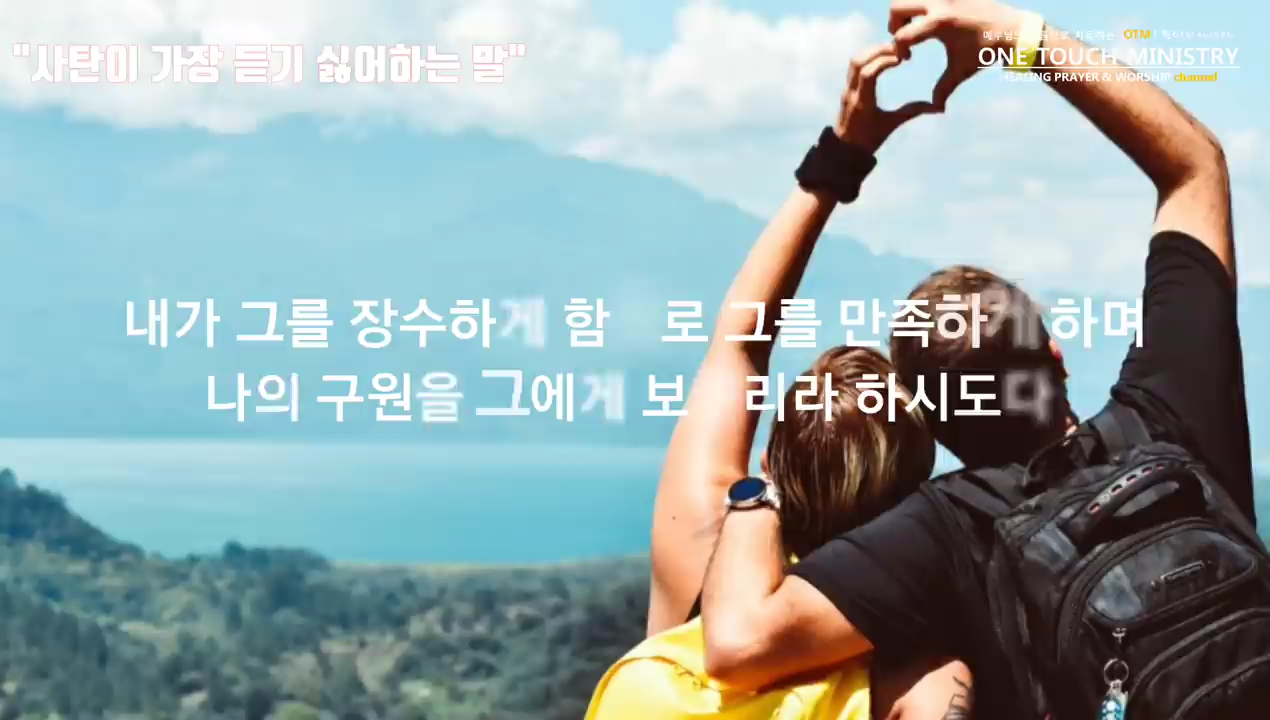 "사탄이 가장 듣기 싫어하는 말"
OTM
ONE TOUCH MINISTRY
HEALING PRAYER & WORSHIP channel
내가 그를 장수하게 함 로 그를 만족하게 하며
나의 구원을 그에게 보 리라 하시도다